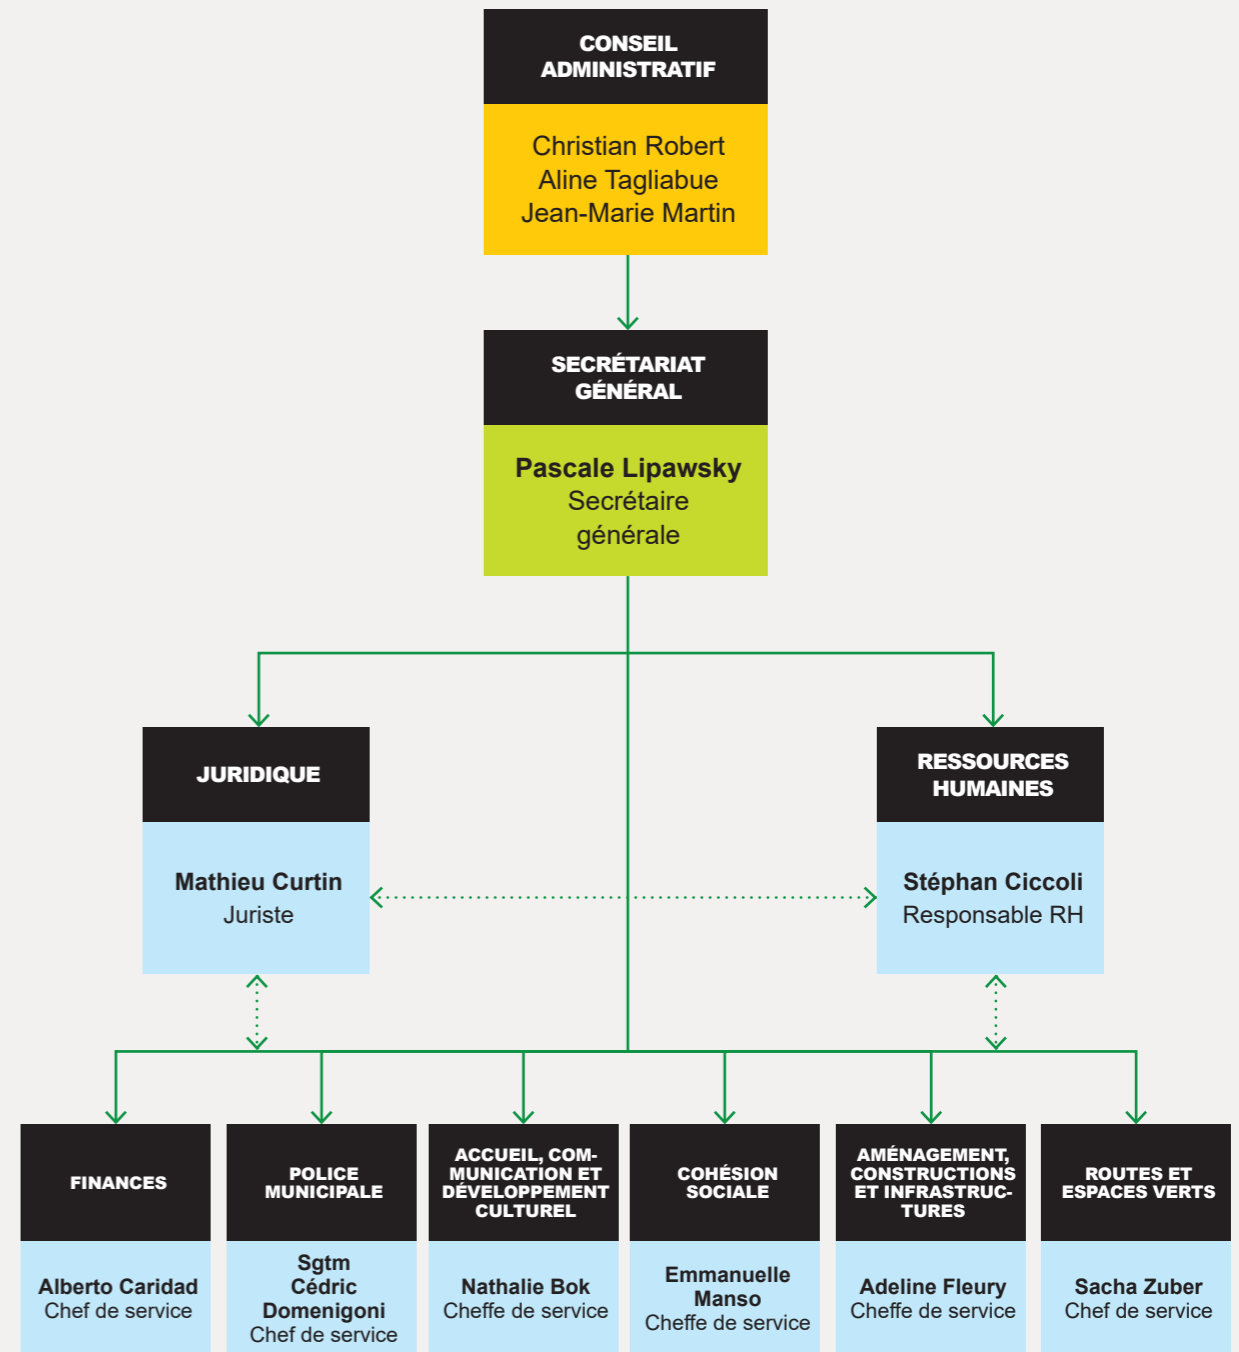 CONSEIL
ADMINISTRATIF
Christian Robert
Aline Tagliabue
Jean-Marie Martin
SECRÉTARIAT
GÉNÉRAL
Pascale Lipawsky
Secrétaire
générale
JURIDIQUE
Mathieu Curtin
Juriste
RESSOURCES
HUMAINES
Stéphan Ciccoli
Responsable RH
FINANCES
Alberto Caridad
Chef de service
POLICE
MUNICIPALE
Sgtm
Cédric
Domenigoni
Chef de service
ACCUEIL, COM-
MUNICATION ET
DÉVELOPPEMENT
CULTUREL
Nathalie Bok
Cheffe de service
COHÉSION
SOCIALE
Emmanuelle
Manso
Cheffe de service
AMÉNAGEMENT,
CONSTRUCTIONS
ET INFRASTRUC-
TURES
Adeline Fleury
Cheffe de service
ROUTES ET
ESPACES VERTS
Sacha Zuber
Chef de service